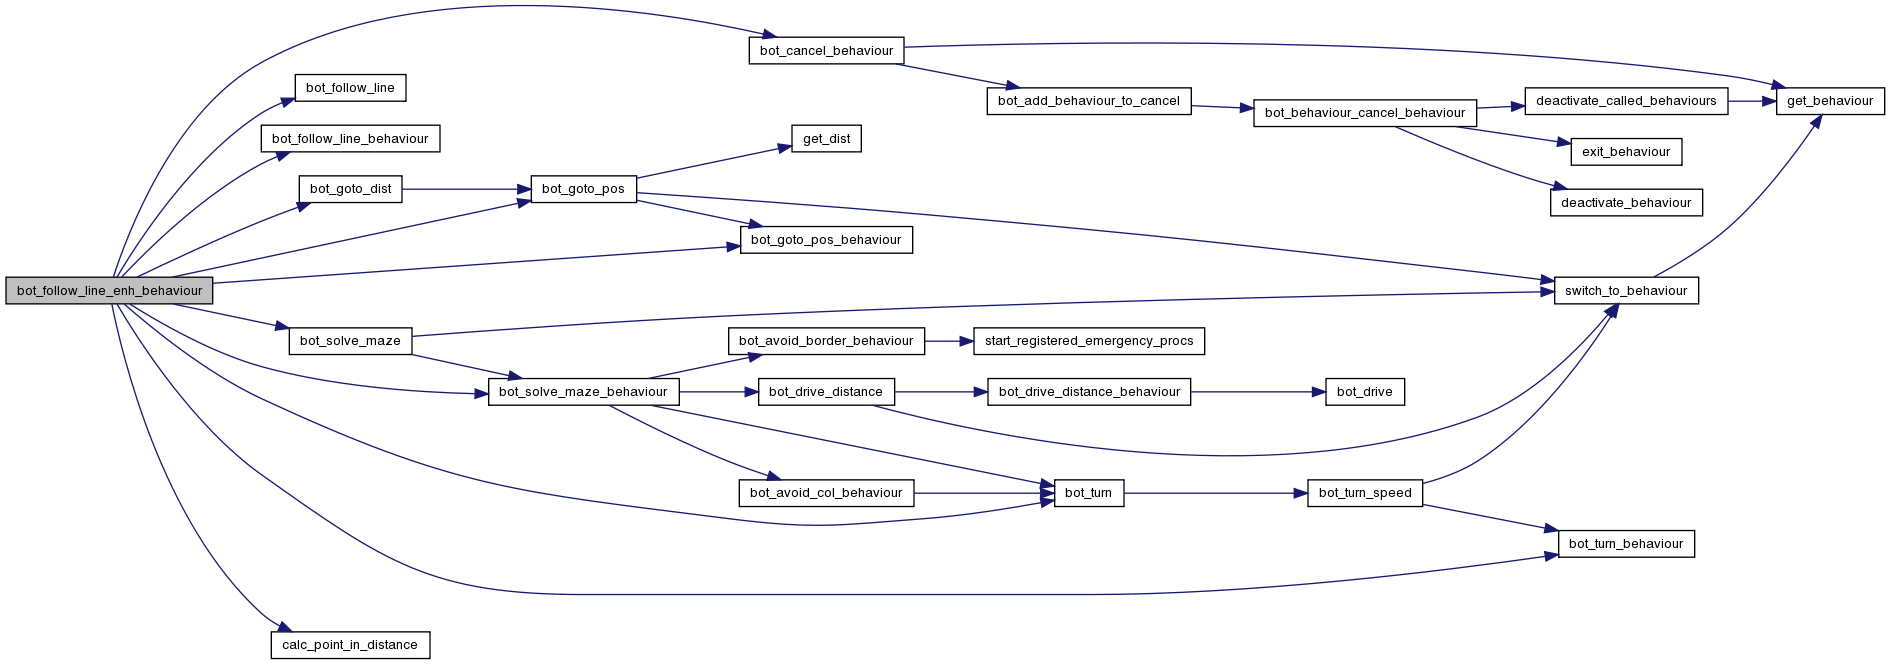 bot_cancel_behaviour
bot_follow_line
bot_add_behaviour_to_cancel
deactivate_called_behaviours
get_behaviour
bot_behaviour_cancel_behaviour
bot_follow_line_behaviour
get_dist
exit_behaviour
bot_goto_dist
bot_goto_pos
deactivate_behaviour
bot_goto_pos_behaviour
bot_follow_line_enh_behaviour
switch_to_behaviour
bot_solve_maze
bot_avoid_border_behaviour
start_registered_emergency_procs
bot_solve_maze_behaviour
bot_drive_distance
bot_drive_distance_behaviour
bot_drive
bot_avoid_col_behaviour
bot_turn
bot_turn_speed
bot_turn_behaviour
calc_point_in_distance